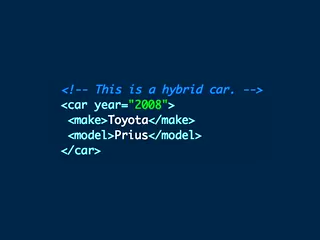 <!-- This is a hybrid car. -->
<car year="2008">
<make>Toyota</make>
<model>Prius</model>
</car>